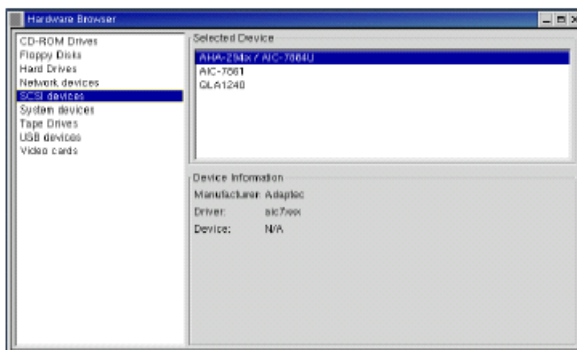 Hardware Browser
CD-ROM Drives
Floppy Disks
Hard Drives
Network devices
SCSI devices
System devices
Tape Drives
USB devices
Video cards
Selected Device
AHA-294x / AIC-7884U
AIC-7861
QLA1240
Device Information
Manufacturer: Adaptec
Driver: aic7xxx
Device: N/A